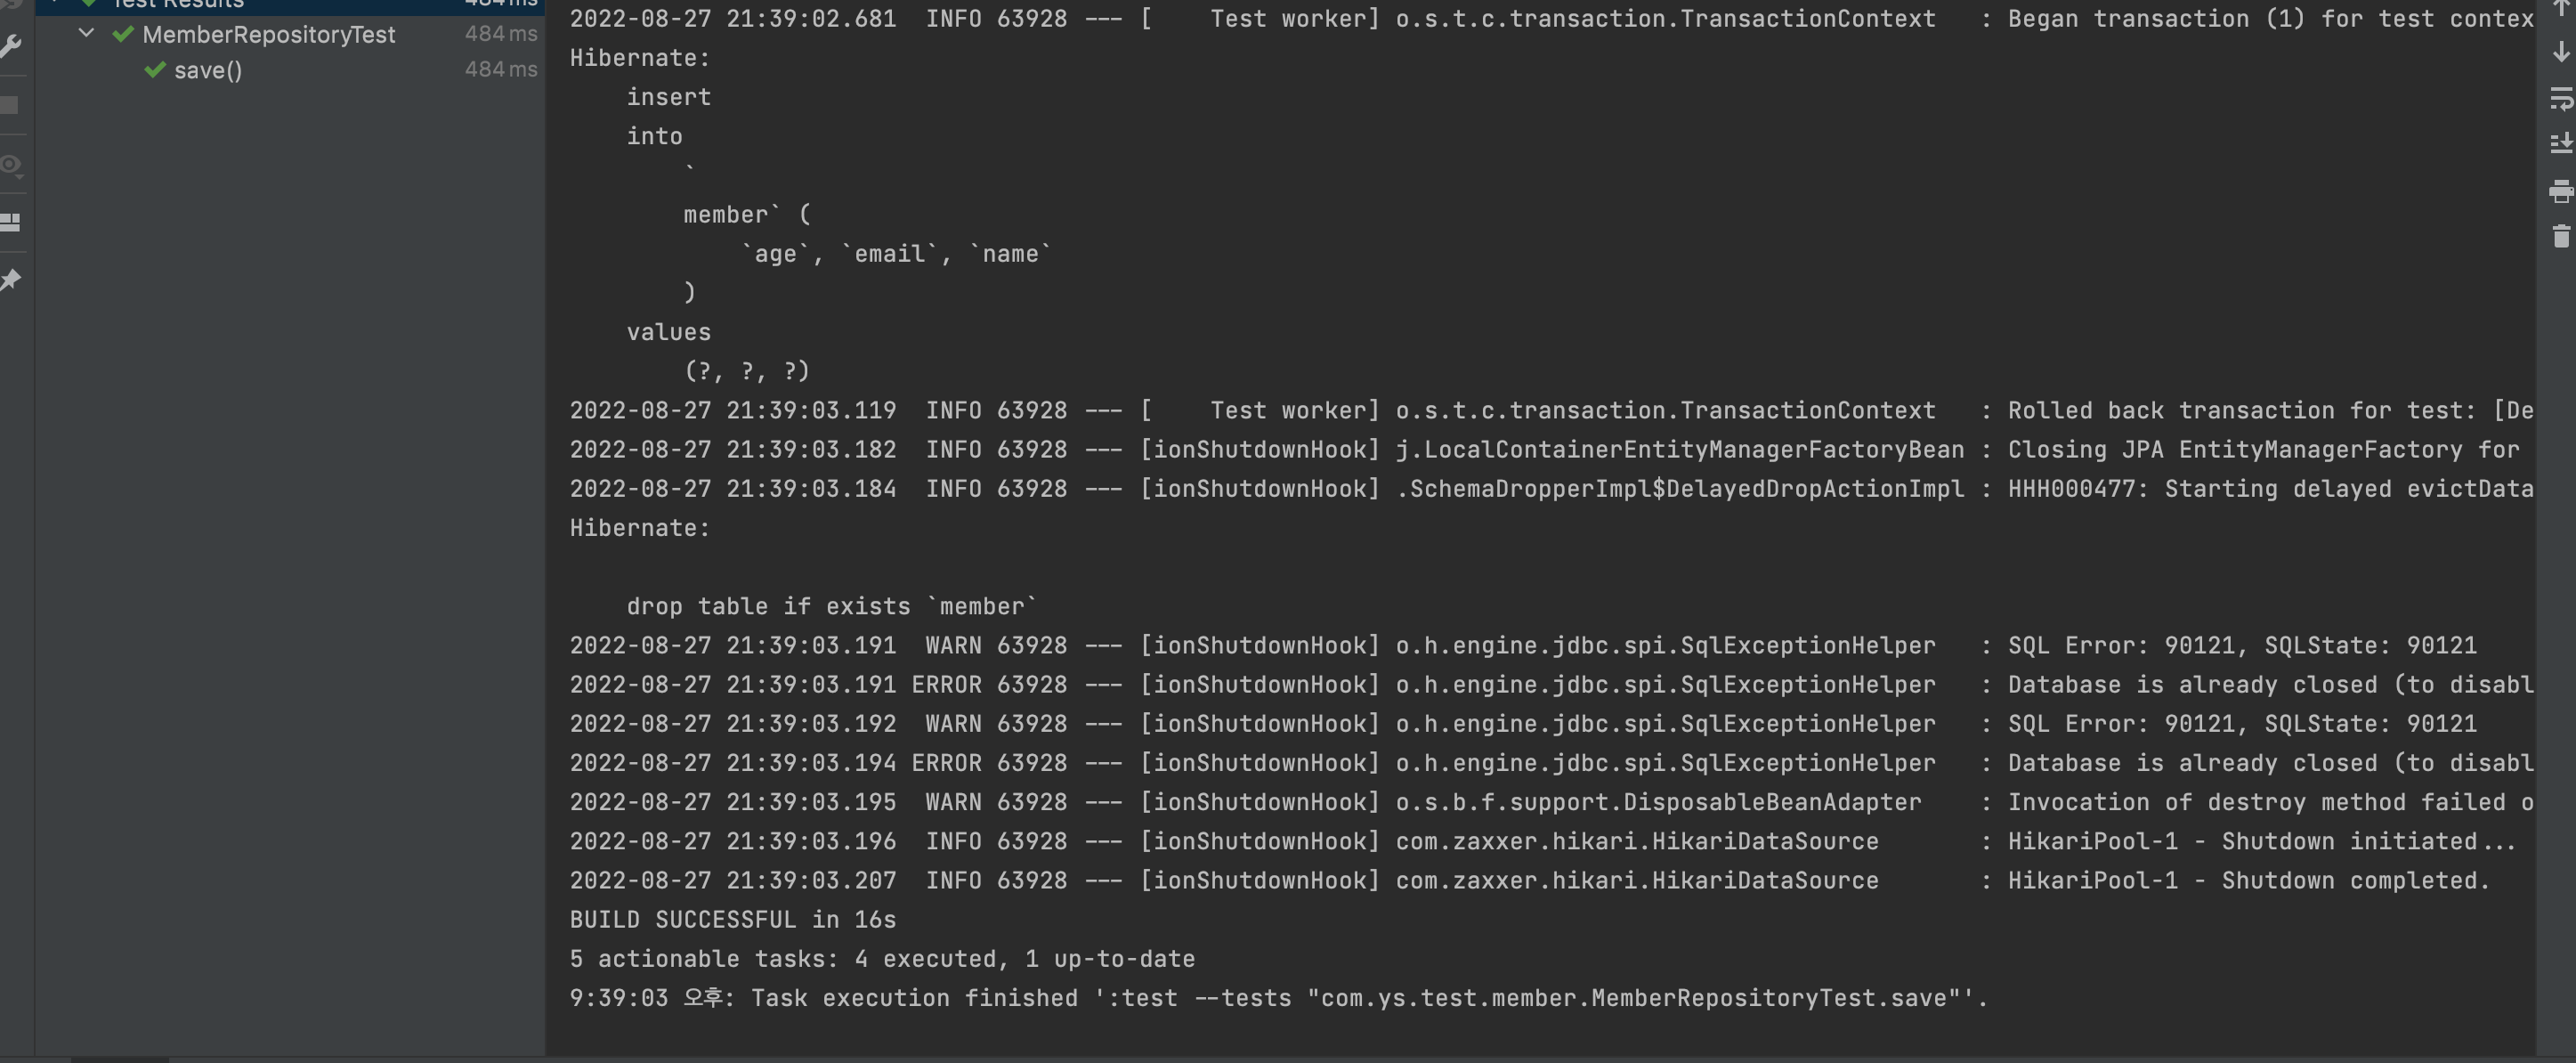 Test Results 484 ms
MemberRepositoryTest 484 ms
save() 484 ms
2022-08-27 21:39:02.681  INFO 63928 --- [    Test worker] o.s.t.c.transaction.TransactionContext   : Began transaction (1) for test contex
Hibernate:
    insert
    into
        `
        member` (
            `age`, `email`, `name`
        )
    values
        (?, ?, ?)
2022-08-27 21:39:03.119  INFO 63928 --- [    Test worker] o.s.t.c.transaction.TransactionContext   : Rolled back transaction for test: [De
2022-08-27 21:39:03.182  INFO 63928 --- [ionShutdownHook] j.LocalContainerEntityManagerFactoryBean : Closing JPA EntityManagerFactory for
2022-08-27 21:39:03.184  INFO 63928 --- [ionShutdownHook] .SchemaDropperImpl$DelayedDropActionImpl : HHH000477: Starting delayed evictData
Hibernate:
    drop table if exists `member`
2022-08-27 21:39:03.191  WARN 63928 --- [ionShutdownHook] o.h.engine.jdbc.spi.SqlExceptionHelper   : SQL Error: 90121, SQLState: 90121
2022-08-27 21:39:03.191 ERROR 63928 --- [ionShutdownHook] o.h.engine.jdbc.spi.SqlExceptionHelper   : Database is already closed (to disabl
2022-08-27 21:39:03.192  WARN 63928 --- [ionShutdownHook] o.h.engine.jdbc.spi.SqlExceptionHelper   : SQL Error: 90121, SQLState: 90121
2022-08-27 21:39:03.194 ERROR 63928 --- [ionShutdownHook] o.h.engine.jdbc.spi.SqlExceptionHelper   : Database is already closed (to disabl
2022-08-27 21:39:03.195  WARN 63928 --- [ionShutdownHook] o.s.b.f.support.DisposableBeanAdapter    : Invocation of destroy method failed o
2022-08-27 21:39:03.196  INFO 63928 --- [ionShutdownHook] com.zaxxer.hikari.HikariDataSource       : HikariPool-1 - Shutdown initiated...
2022-08-27 21:39:03.207  INFO 63928 --- [ionShutdownHook] com.zaxxer.hikari.HikariDataSource       : HikariPool-1 - Shutdown completed.
BUILD SUCCESSFUL in 16s
5 actionable tasks: 4 executed, 1 up-to-date
9:39:03 오후: Task execution finished ':test --tests "com.ys.test.member.MemberRepositoryTest.save"'.